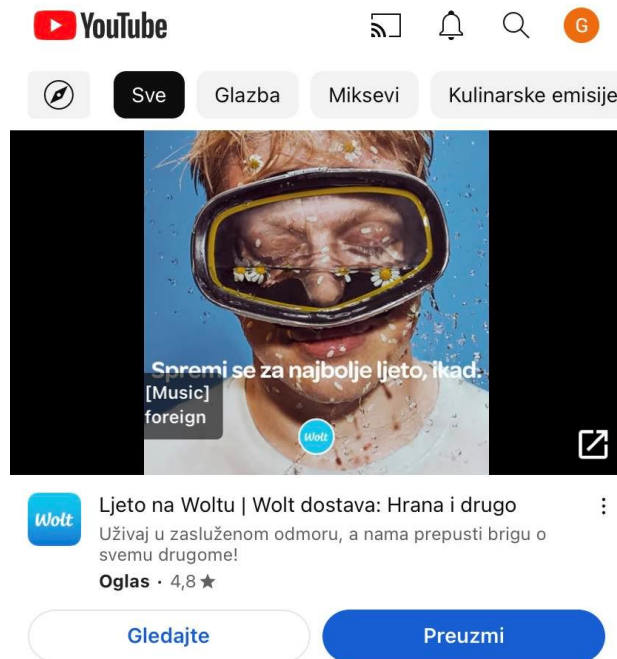 YouTube
G
Sve Glazba Miksevi Kulinarske emisije
Spremi se za najbolje ljeto, ikad.
[Music]
foreign
Wolt
Wolt
Ljeto na Woltu | Wolt dostava: Hrana i drugo
Uživaj u zasluženom odmoru, a nama prepusti brigu o
svemu drugome!
Oglas · 4,8 ★
Gledajte Preuzmi